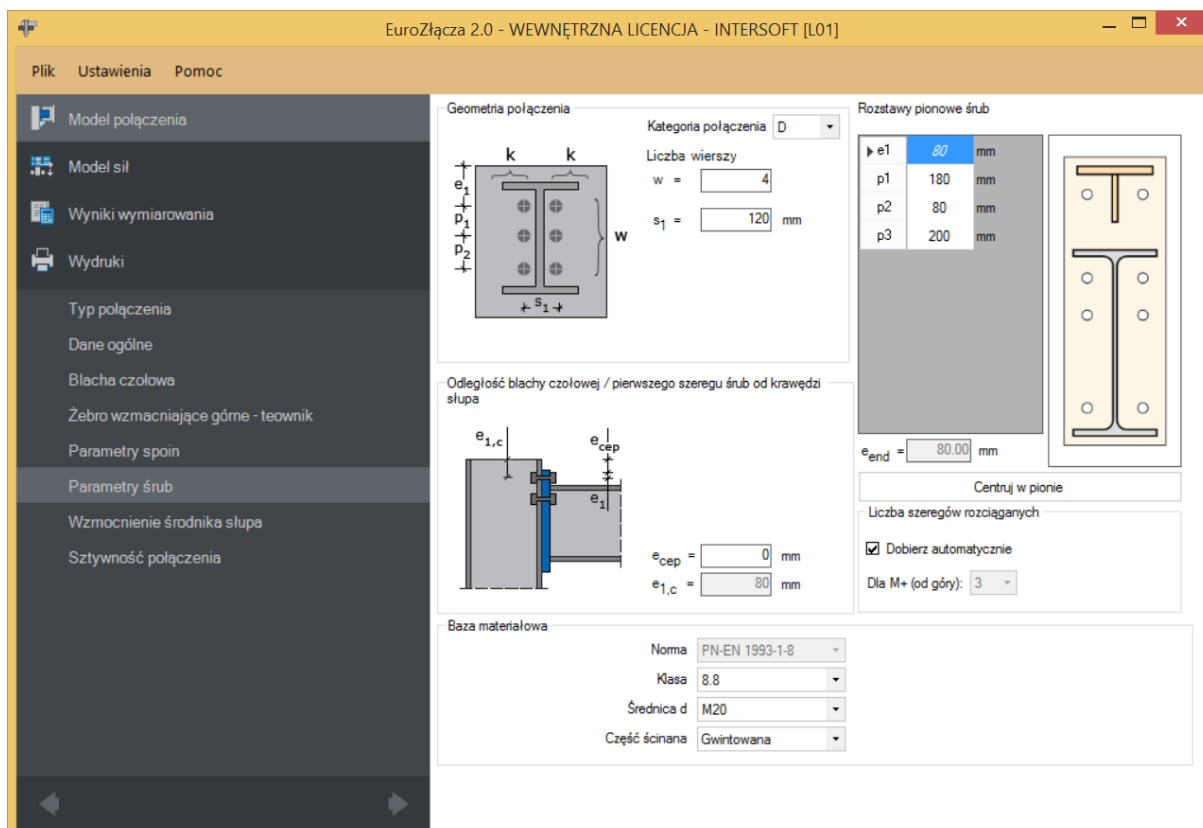 EuroZłącza 2.0 - WEWNĘTRZNA LICENCJA - INTERSOFT [L01]
Plik Ustawienia Pomoc
Model połączenia
Model sił
Wyniki wymiarowania
Wydruki
Typ połączenia
Dane ogólne
Blacha czołowa
Żebro wzmacniające górne - teownik
Parametry spoin
Parametry śrub
Wzmocnienie środnika słupa
Sztywność połączenia
Geometria połączenia
Kategoria połączenia D
Liczba wierszy
w = 4
s1 = 120 mm
k k
e1
p1
p2
w
s1
Odległość blachy czołowej / pierwszego szeregu śrub od krawędzi
słupa
e1,c
ecep
e1
ecep = 0 mm
e1,c = 80 mm
Rozstawy pionowe śrub
e1 80 mm
p1 180 mm
p2 80 mm
p3 200 mm
eend = 80.00 mm
Centruj w pionie
Liczba szeregów rozciąganych
Dobierz automatycznie
Dla M+ (od góry): 3
Baza materiałowa
Norma PN-EN 1993-1-8
Klasa 8.8
Średnica d M20
Część ścinana Gwintowana